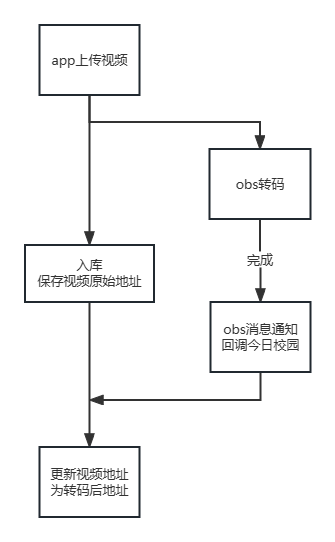 app上传视频
obs转码
入库
保存视频原始地址
完成
obs消息通知
回调今日校园
更新视频地址
为转码后地址